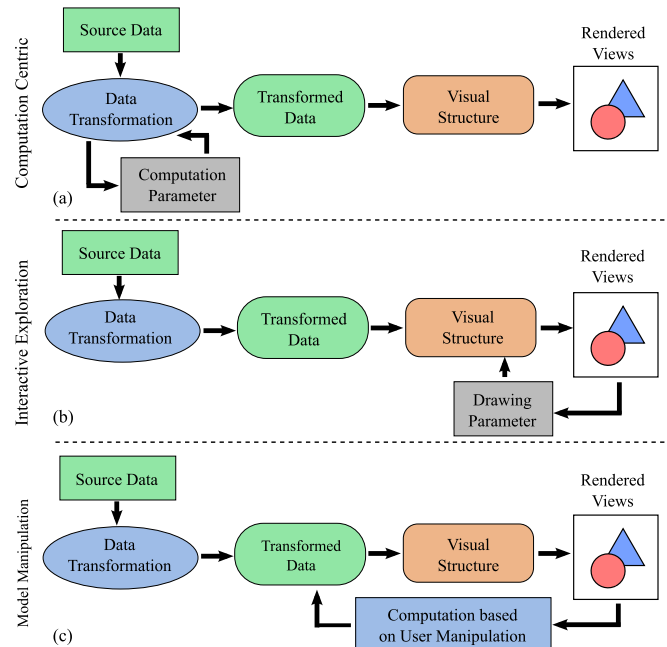 Computation Centric
Source Data
Data
Transformation
Transformed
Data
Visual
Structure
Rendered
Views
Computation
Parameter
(a)
Interactive Exploration
Source Data
Data
Transformation
Transformed
Data
Visual
Structure
Rendered
Views
Drawing
Parameter
(b)
Model Manipulation
Source Data
Data
Transformation
Transformed
Data
Visual
Structure
Rendered
Views
Computation based
on User Manipulation
(c)